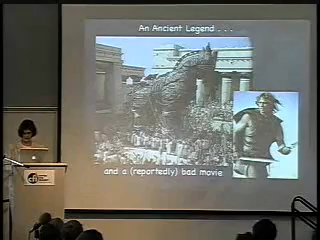 An Ancient Legend . . .
and a (reportedly) bad movie